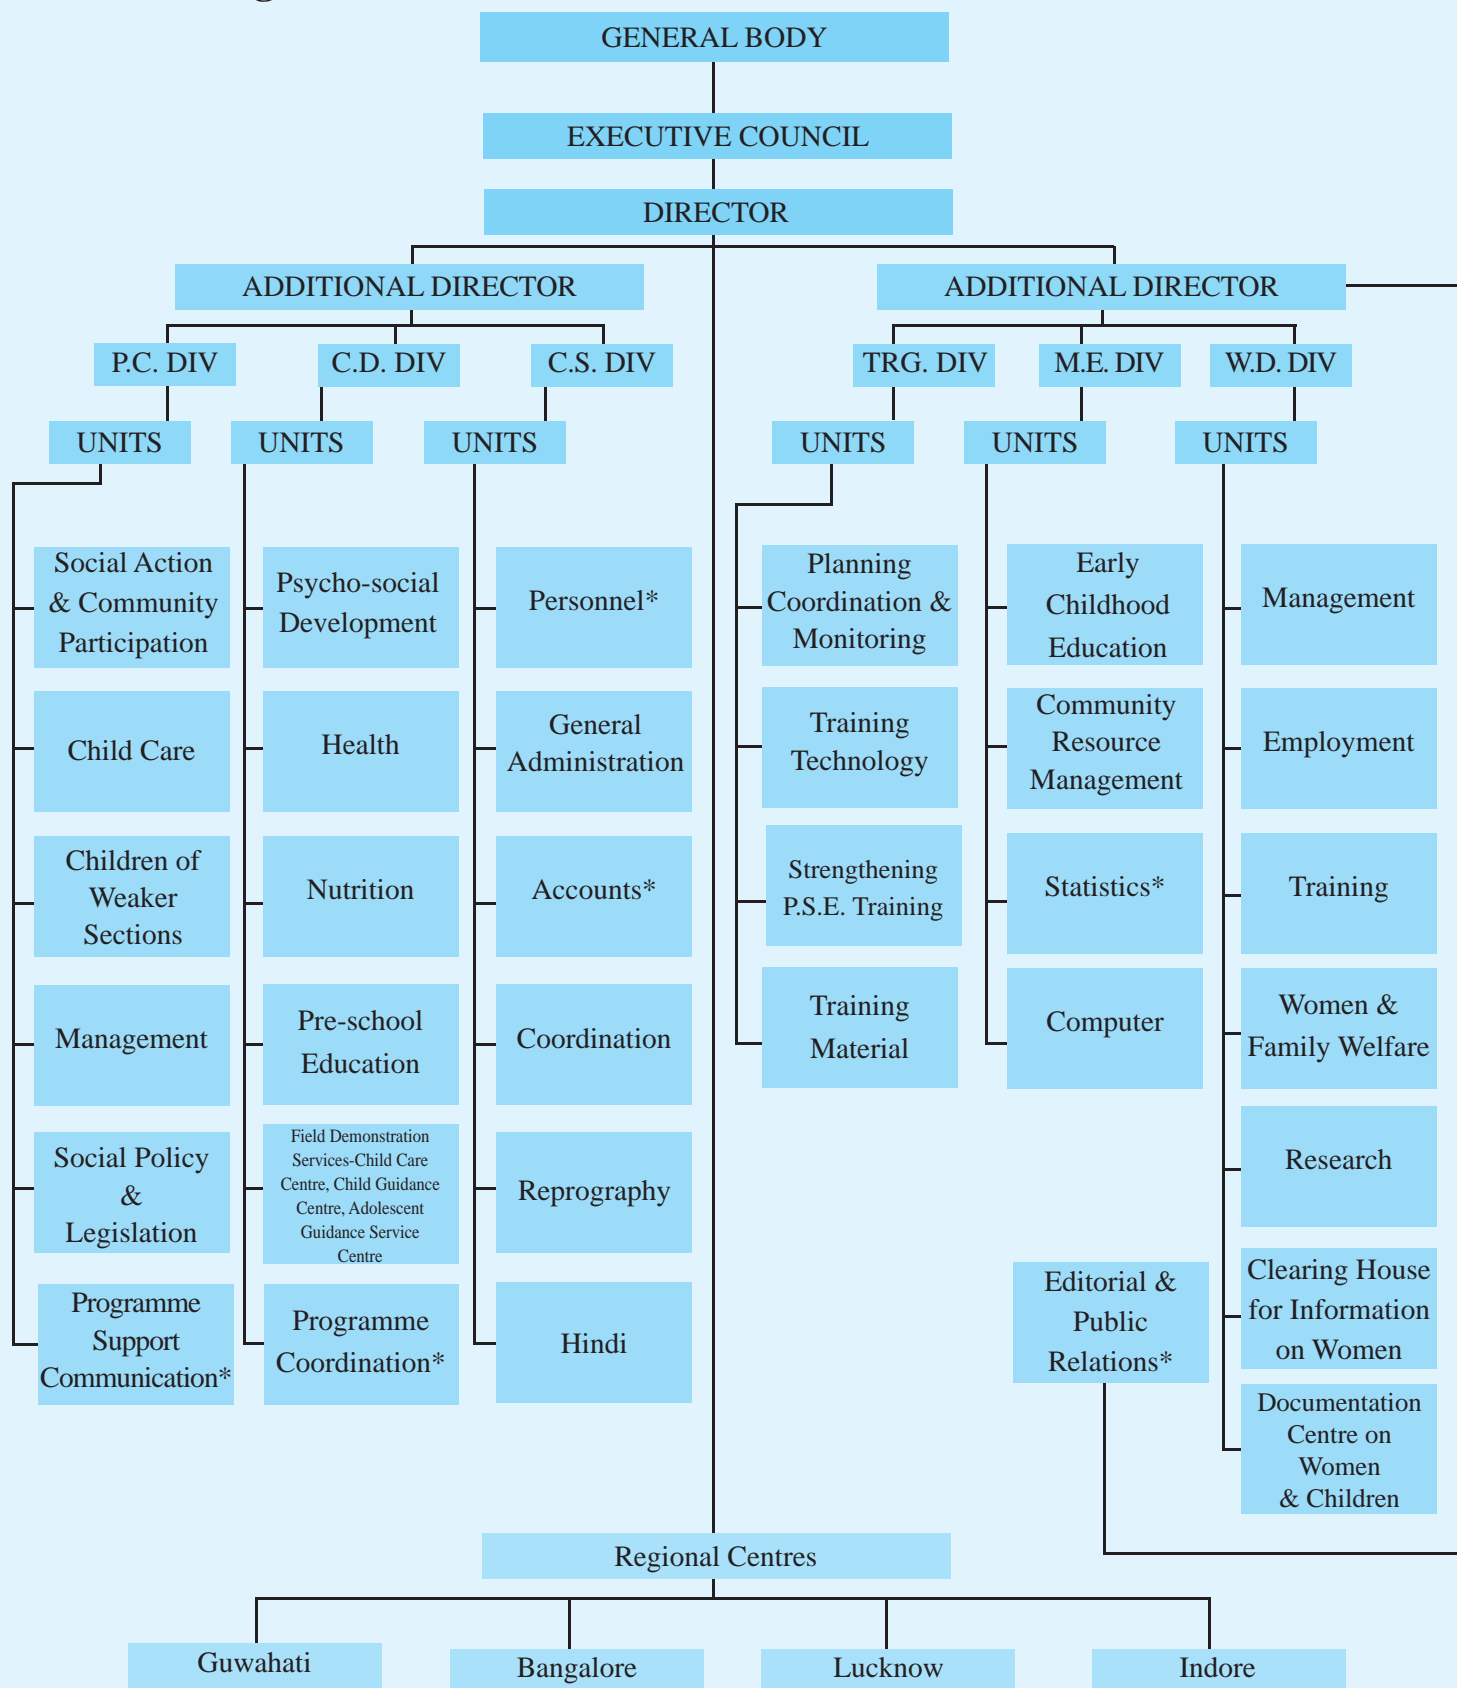 GENERAL BODY
EXECUTIVE COUNCIL
DIRECTOR
ADDITIONAL DIRECTOR
ADDITIONAL DIRECTOR
P.C. DIV
C.D. DIV
C.S. DIV
TRG. DIV
M.E. DIV
W.D. DIV
UNITS
UNITS
UNITS
UNITS
UNITS
UNITS
Social Action
& Community
Participation
Child Care
Children of
Weaker
Sections
Management
Social Policy
&
Legislation
Programme
Support
Communication*
Psycho-social
Development
Health
Nutrition
Pre-school
Education
Field Demonstration
Services-Child Care
Centre, Child Guidance
Centre, Adolescent
Guidance Service
Centre
Programme
Coordination*
Personnel*
General
Administration
Accounts*
Coordination
Reprography
Hindi
Planning
Coordination &
Monitoring
Training
Technology
Strengthening
P.S.E. Training
Training
Material
Early
Childhood
Education
Community
Resource
Management
Statistics*
Computer
Management
Employment
Training
Women &
Family Welfare
Research
Clearing House
for Information
on Women
Documentation
Centre on
Women
& Children
Editorial &
Public
Relations*
Regional Centres
Guwahati
Bangalore
Lucknow
Indore